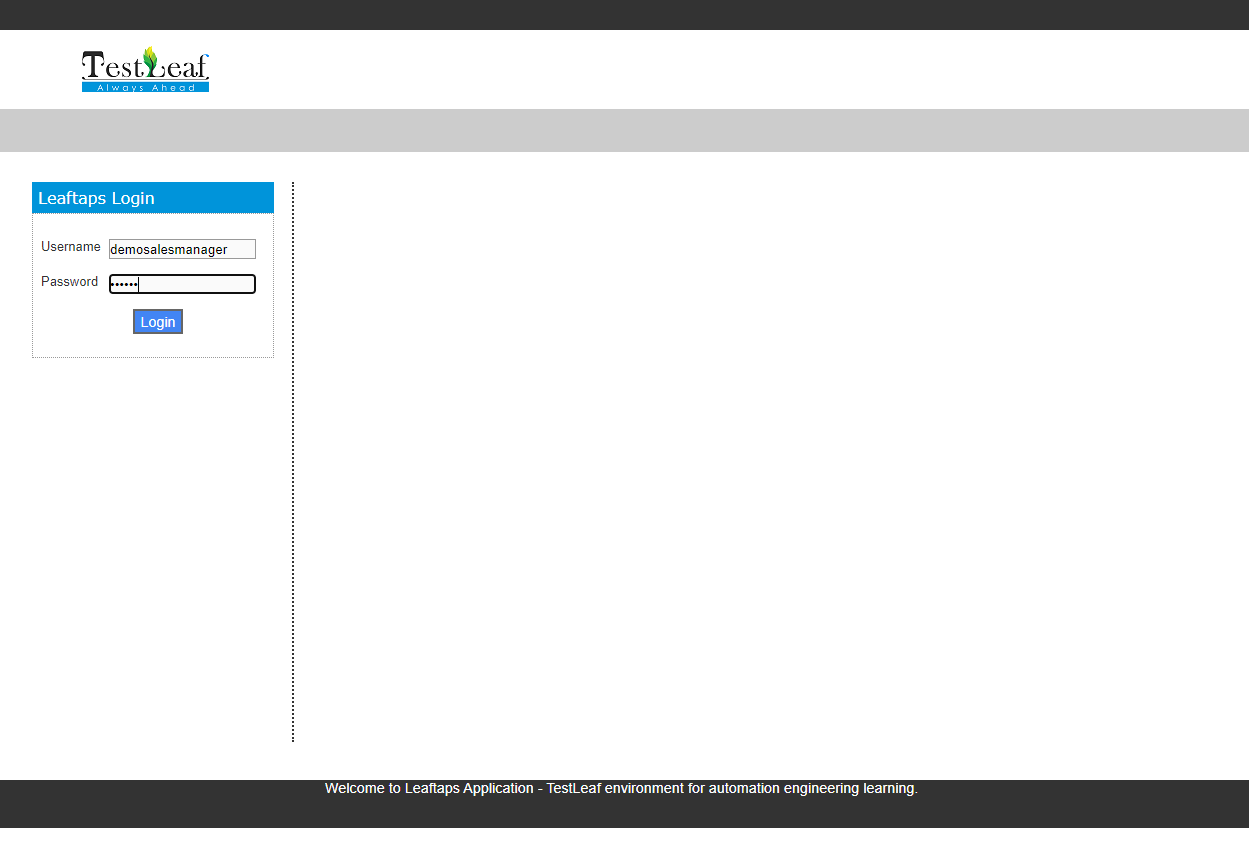 TestLeaf
Always Ahead
Leaftaps Login
Username demosalesmanager
Password ••••••
Login
Welcome to Leaftaps Application - TestLeaf environment for automation engineering learning.